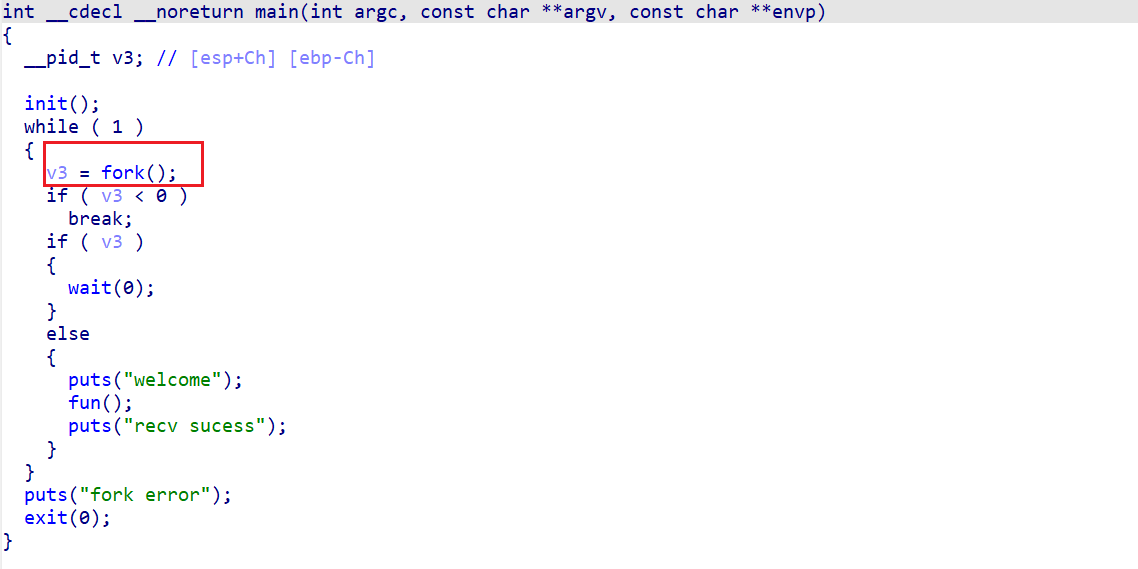 int __cdecl __noreturn main(int argc, const char **argv, const char **envp)
{
  __pid_t v3; // [esp+Ch] [ebp-Ch]

  init();
  while ( 1 )
  {
    v3 = fork();
    if ( v3 < 0 )
      break;
    if ( v3 )
    {
      wait(0);
    }
    else
    {
      puts("welcome");
      fun();
      puts("recv sucess");
    }
  }
  puts("fork error");
  exit(0);
}